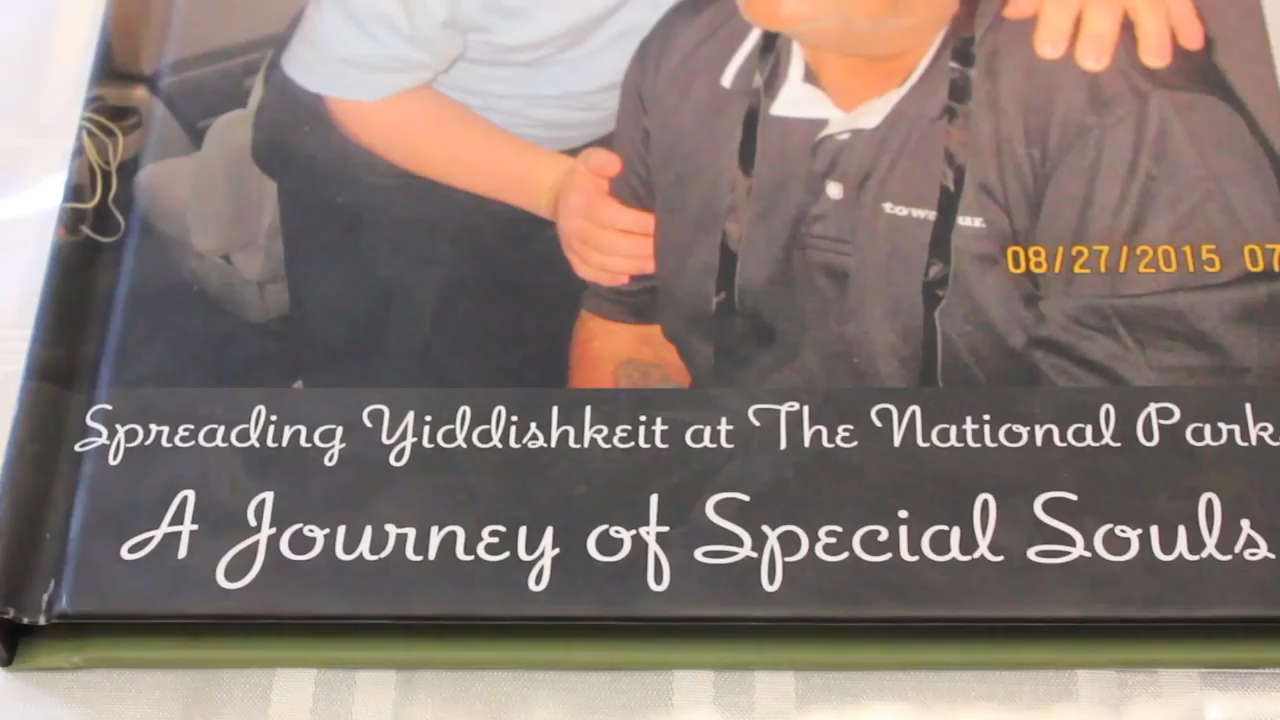 08/27/2015 07
Spreading Yiddishkeit at The National Park
A Journey of Special Souls